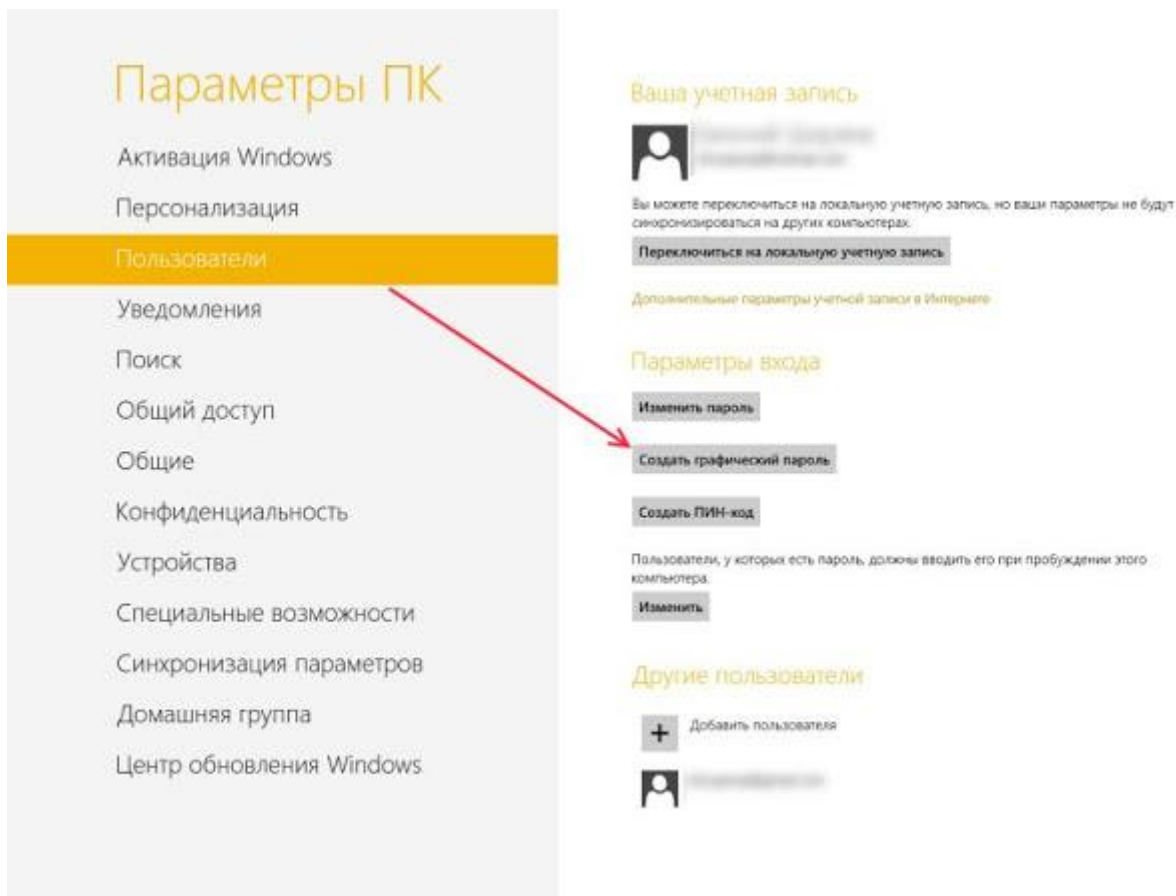 Параметры ПК
Активация Windows
Персонализация
Пользователи
Уведомления
Поиск
Общий доступ
Общие
Конфиденциальность
Устройства
Специальные возможности
Синхронизация параметров
Домашняя группа
Центр обновления Windows
Ваша учетная запись
Вы можете переключиться на локальную учетную запись, но ваши параметры не будут
синхронизироваться на других компьютерах.
Переключиться на локальную учетную запись
Дополнительные параметры учетной записи в Интернете
Параметры входа
Изменить пароль
Создать графический пароль
Создать ПИН-код
Пользователи, у которых есть пароль, должны вводить его при пробуждении этого
компьютера.
Изменить
Другие пользователи
Добавить пользователя